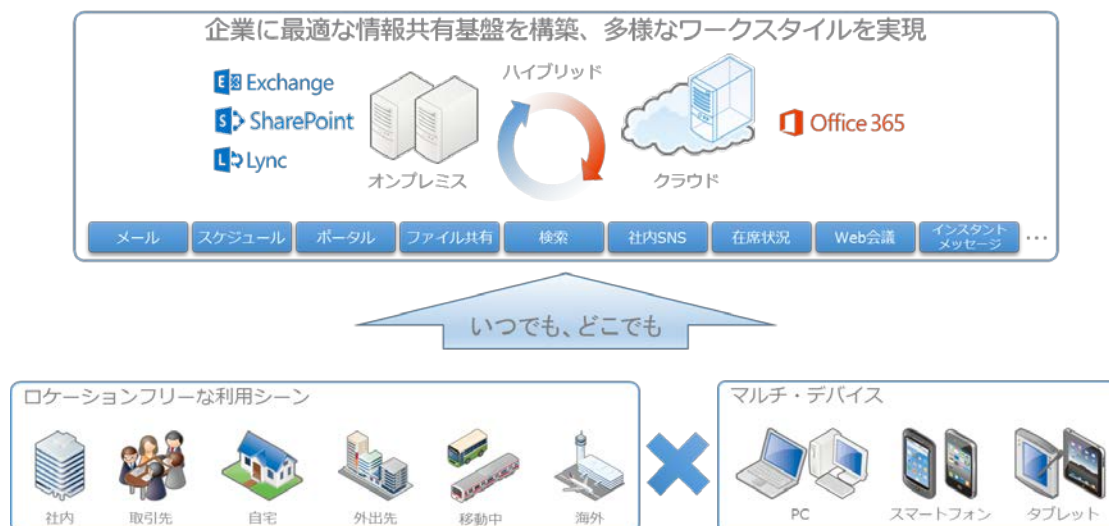 企業に最適な情報共有基盤を構築、多様なワークスタイルを実現
ハイブリッド
E Exchange
S SharePoint
L Lync
Office 365
オンプレミス
クラウド
メール
スケジュール
ポータル
ファイル共有
検索
社内SNS
在席状況
Web会議
インスタント
メッセージ
…
いつでも、どこでも
ロケーションフリーな利用シーン
社内
取引先
自宅
外出先
移動中
海外
マルチ・デバイス
PC
スマートフォン
タブレット